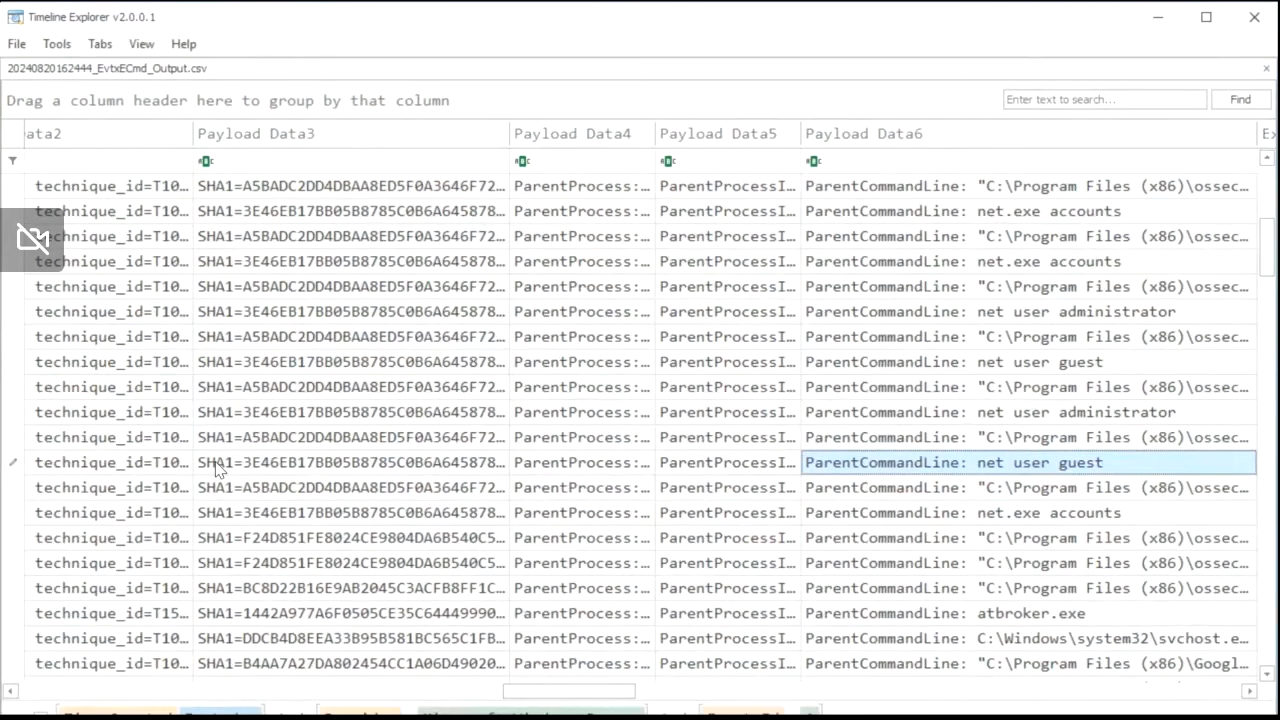 Timeline Explorer v2.0.0.1
File Tools Tabs View Help
20240820162444_EvtxECmd_Output.csv
Drag a column header here to group by that column Enter text to search... Find
ata2 Payload Data3 Payload Data4 Payload Data5 Payload Data6 Ex
technique_id=T10… SHA1=A5BADC2DD4DBAA8ED5F0A3646F72… ParentProcess:… ParentProcessI… ParentCommandLine: "C:\Program Files (x86)\ossec…
technique_id=T10… SHA1=3E46EB17BB05B8785C0B6A645878… ParentProcess:… ParentProcessI… ParentCommandLine: net.exe accounts
technique_id=T10… SHA1=A5BADC2DD4DBAA8ED5F0A3646F72… ParentProcess:… ParentProcessI… ParentCommandLine: "C:\Program Files (x86)\ossec…
technique_id=T10… SHA1=3E46EB17BB05B8785C0B6A645878… ParentProcess:… ParentProcessI… ParentCommandLine: net.exe accounts
technique_id=T10… SHA1=A5BADC2DD4DBAA8ED5F0A3646F72… ParentProcess:… ParentProcessI… ParentCommandLine: "C:\Program Files (x86)\ossec…
technique_id=T10… SHA1=3E46EB17BB05B8785C0B6A645878… ParentProcess:… ParentProcessI… ParentCommandLine: net user administrator
technique_id=T10… SHA1=A5BADC2DD4DBAA8ED5F0A3646F72… ParentProcess:… ParentProcessI… ParentCommandLine: "C:\Program Files (x86)\ossec…
technique_id=T10… SHA1=3E46EB17BB05B8785C0B6A645878… ParentProcess:… ParentProcessI… ParentCommandLine: net user guest
technique_id=T10… SHA1=A5BADC2DD4DBAA8ED5F0A3646F72… ParentProcess:… ParentProcessI… ParentCommandLine: "C:\Program Files (x86)\ossec…
technique_id=T10… SHA1=3E46EB17BB05B8785C0B6A645878… ParentProcess:… ParentProcessI… ParentCommandLine: net user administrator
technique_id=T10… SHA1=A5BADC2DD4DBAA8ED5F0A3646F72… ParentProcess:… ParentProcessI… ParentCommandLine: "C:\Program Files (x86)\ossec…
technique_id=T10… SHA1=3E46EB17BB05B8785C0B6A645878… ParentProcess:… ParentProcessI… ParentCommandLine: net user guest
technique_id=T10… SHA1=A5BADC2DD4DBAA8ED5F0A3646F72… ParentProcess:… ParentProcessI… ParentCommandLine: "C:\Program Files (x86)\ossec…
technique_id=T10… SHA1=3E46EB17BB05B8785C0B6A645878… ParentProcess:… ParentProcessI… ParentCommandLine: net.exe accounts
technique_id=T10… SHA1=F24D851FE8024CE9804DA6B540C5… ParentProcess:… ParentProcessI… ParentCommandLine: "C:\Program Files (x86)\ossec…
technique_id=T10… SHA1=F24D851FE8024CE9804DA6B540C5… ParentProcess:… ParentProcessI… ParentCommandLine: "C:\Program Files (x86)\ossec…
technique_id=T10… SHA1=BC8D22B16E9AB2045C3ACFB8FF1C… ParentProcess:… ParentProcessI… ParentCommandLine: "C:\Program Files (x86)\ossec…
technique_id=T15… SHA1=1442A977A6F0505CE35C64449990… ParentProcess:… ParentProcessI… ParentCommandLine: atbroker.exe
technique_id=T10… SHA1=DDCB4D8EEA33B95B581BC565C1FB… ParentProcess:… ParentProcessI… ParentCommandLine: C:\Windows\system32\svchost.e…
technique_id=T10… SHA1=B4AA7A27DA802454CC1A06D49020… ParentProcess:… ParentProcessI… ParentCommandLine: "C:\Program Files (x86)\Googl…